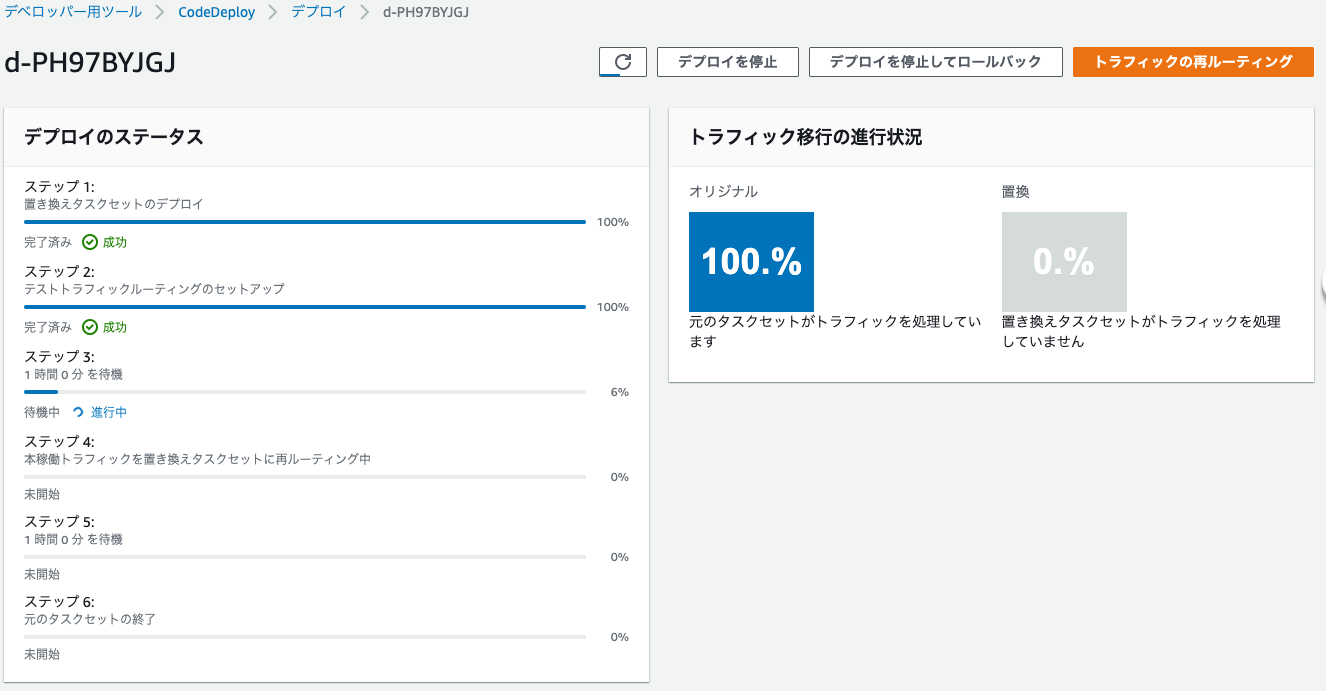 デベロッパー用ツール > CodeDeploy > デプロイ > d-PH97BYJGJ
d-PH97BYJGJ
デプロイを停止
デプロイを停止してロールバック
トラフィックの再ルーティング
デプロイのステータス
ステップ 1:
置き換えタスクセットのデプロイ
100%
完了済み 成功
ステップ 2:
テストトラフィックルーティングのセットアップ
100%
完了済み 成功
ステップ 3:
1 時間 0 分 を待機
6%
待機中 進行中
ステップ 4:
本稼働トラフィックを置き換えタスクセットに再ルーティング中
0%
未開始
ステップ 5:
1 時間 0 分 を待機
0%
未開始
ステップ 6:
元のタスクセットの終了
0%
未開始
トラフィック移行の進行状況
オリジナル
100.%
元のタスクセットがトラフィックを処理してい
ます
置換
0.%
置き換えタスクセットがトラフィックを処理
していません